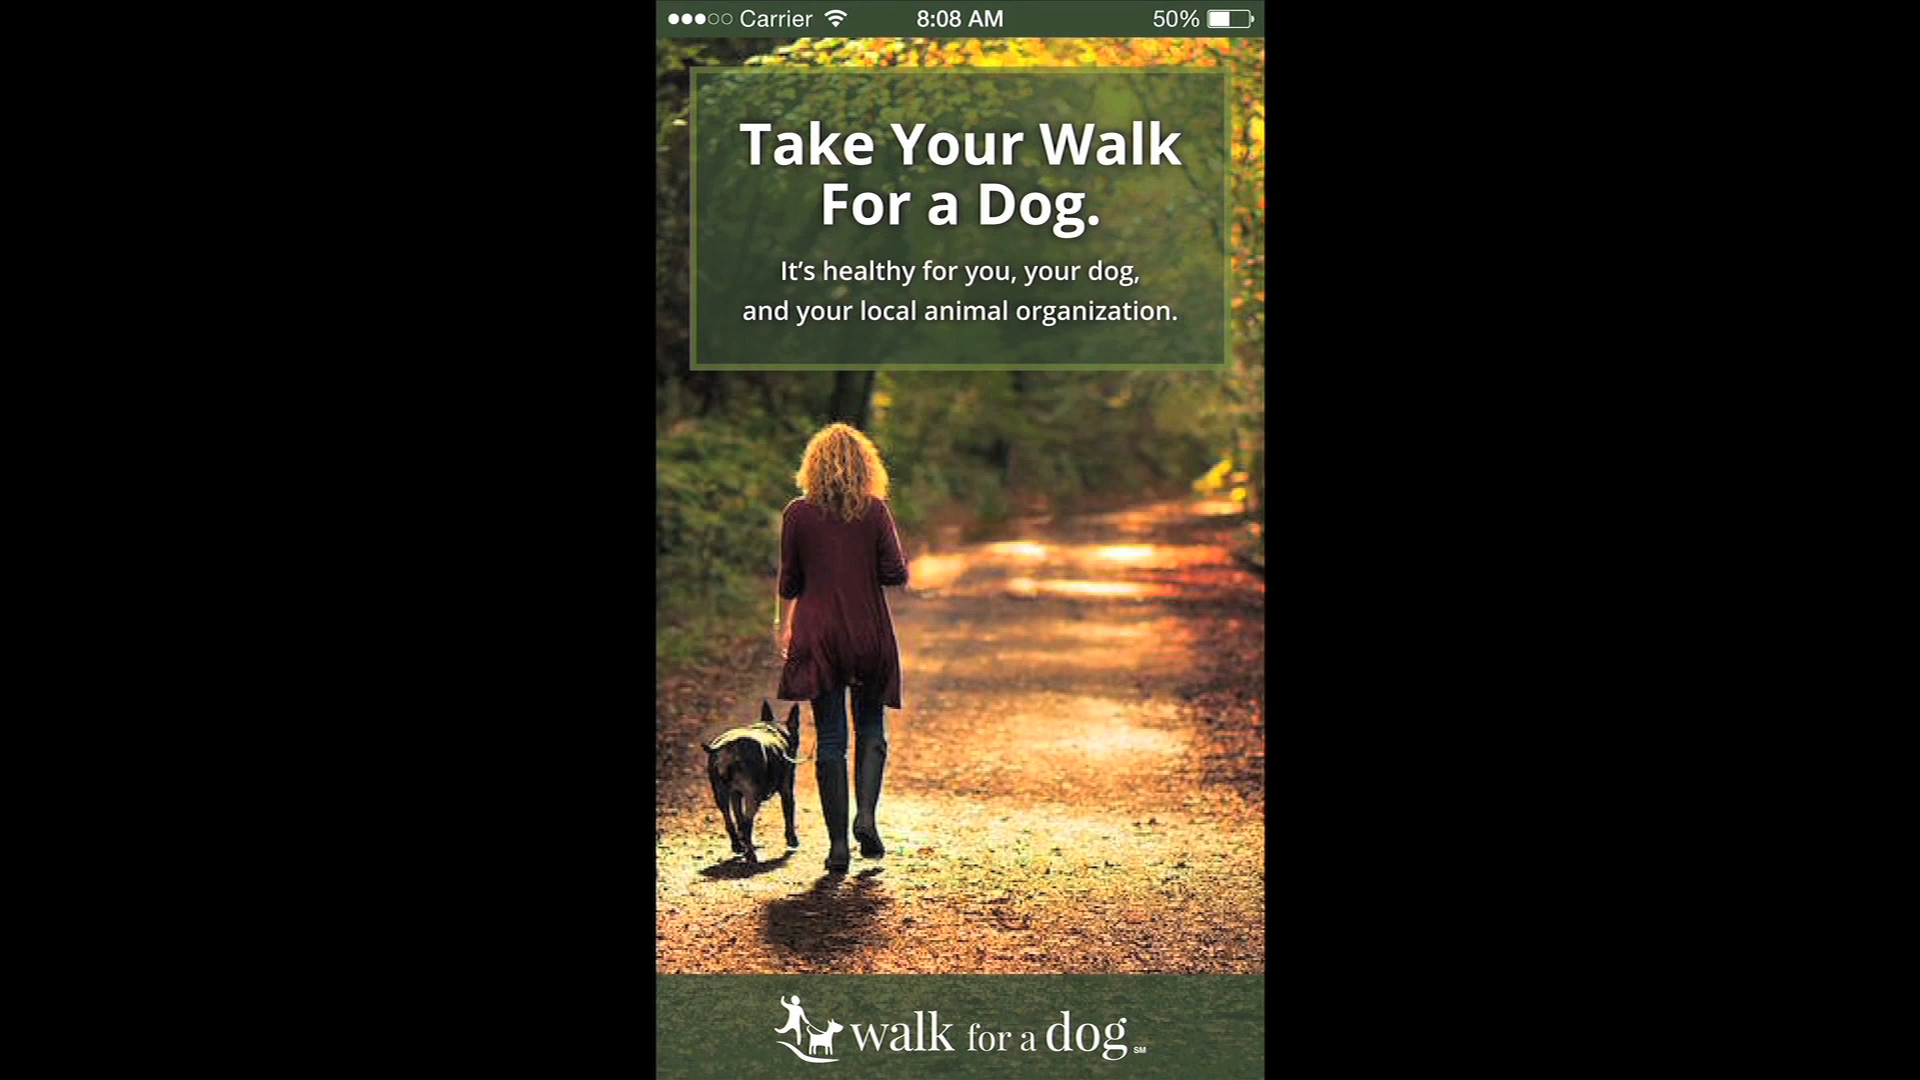 Carrier 8:08 AM 50%
Take Your Walk
For a Dog.
It’s healthy for you, your dog,
and your local animal organization.
walk for a dog SM